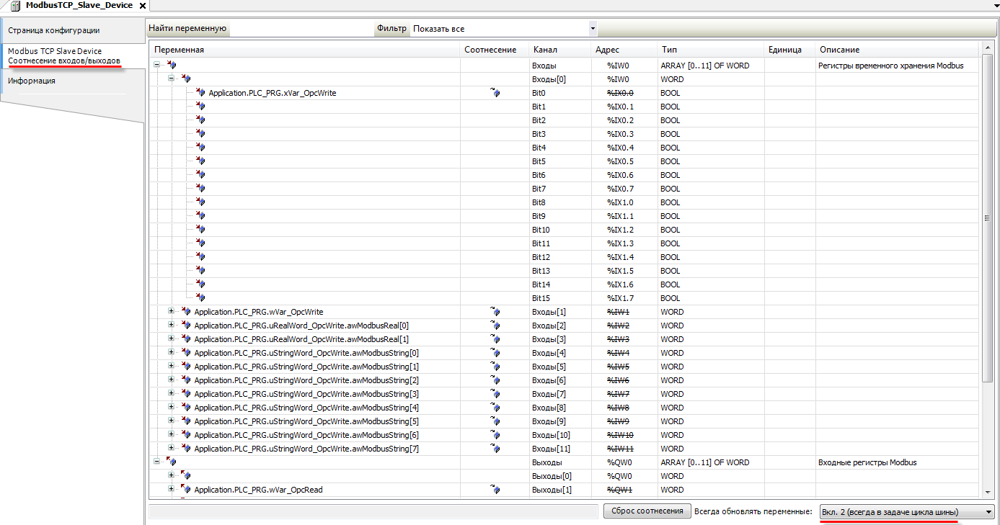 ModbusTCP_Slave_Device
Страница конфигурации
Modbus TCP Slave Device
Соотнесение входов/выходов
Информация
Найти переменную Фильтр Показать все
Переменная Соотнесение Канал Адрес Тип Единица Описание
Входы %IW0 ARRAY [0..11] OF WORD Регистры временного хранения Modbus
Входы[0] %IW0 WORD
Application.PLC_PRG.xVar_OpcWrite Bit0 %IX0.0 BOOL
Bit1 %IX0.1 BOOL
Bit2 %IX0.2 BOOL
Bit3 %IX0.3 BOOL
Bit4 %IX0.4 BOOL
Bit5 %IX0.5 BOOL
Bit6 %IX0.6 BOOL
Bit7 %IX0.7 BOOL
Bit8 %IX1.0 BOOL
Bit9 %IX1.1 BOOL
Bit10 %IX1.2 BOOL
Bit11 %IX1.3 BOOL
Bit12 %IX1.4 BOOL
Bit13 %IX1.5 BOOL
Bit14 %IX1.6 BOOL
Bit15 %IX1.7 BOOL
Application.PLC_PRG.wVar_OpcWrite Входы[1] %IW1 WORD
Application.PLC_PRG.uRealWord_OpcWrite.awModbusReal[0] Входы[2] %IW2 WORD
Application.PLC_PRG.uRealWord_OpcWrite.awModbusReal[1] Входы[3] %IW3 WORD
Application.PLC_PRG.uStringWord_OpcWrite.awModbusString[0] Входы[4] %IW4 WORD
Application.PLC_PRG.uStringWord_OpcWrite.awModbusString[1] Входы[5] %IW5 WORD
Application.PLC_PRG.uStringWord_OpcWrite.awModbusString[2] Входы[6] %IW6 WORD
Application.PLC_PRG.uStringWord_OpcWrite.awModbusString[3] Входы[7] %IW7 WORD
Application.PLC_PRG.uStringWord_OpcWrite.awModbusString[4] Входы[8] %IW8 WORD
Application.PLC_PRG.uStringWord_OpcWrite.awModbusString[5] Входы[9] %IW9 WORD
Application.PLC_PRG.uStringWord_OpcWrite.awModbusString[6] Входы[10] %IW10 WORD
Application.PLC_PRG.uStringWord_OpcWrite.awModbusString[7] Входы[11] %IW11 WORD
Выходы %QW0 ARRAY [0..11] OF WORD Входные регистры Modbus
Выходы[0] %QW0 WORD
Application.PLC_PRG.wVar_OpcRead Выходы[1] %QW1 WORD
Сброс соотнесения Всегда обновлять переменные: Вкл. 2 (всегда в задаче цикла шины)